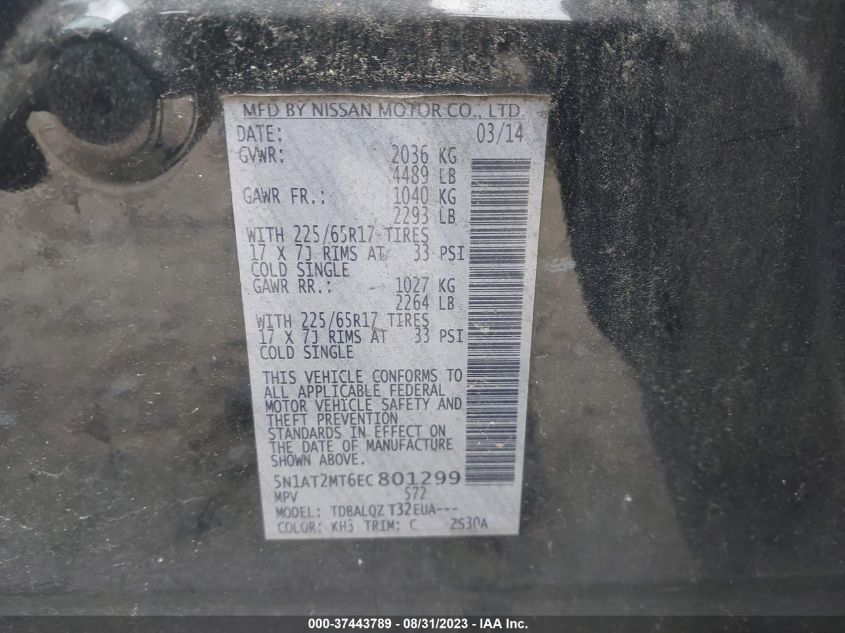 MFD BY NISSAN MOTOR CO., LTD.
DATE: 03/14
GVWR: 2036 KG
4489 LB
GAWR FR.: 1040 KG
2293 LB
WITH 225/65R17 TIRES
17 X 7J RIMS AT 33 PSI
COLD SINGLE
GAWR RR.: 1027 KG
2264 LB
WITH 225/65R17 TIRES
17 X 7J RIMS AT 33 PSI
COLD SINGLE
THIS VEHICLE CONFORMS TO
ALL APPLICABLE FEDERAL
MOTOR VEHICLE SAFETY AND
THEFT PREVENTION
STANDARDS IN EFFECT ON
THE DATE OF MANUFACTURE
SHOWN ABOVE.
5N1AT2MT6EC801299
MPV 572
MODEL: TDBALQZ T32EUA---
COLOR: KH3 TRIM: C 2S30A
000-37443789 - 08/31/2023 - IAA Inc.